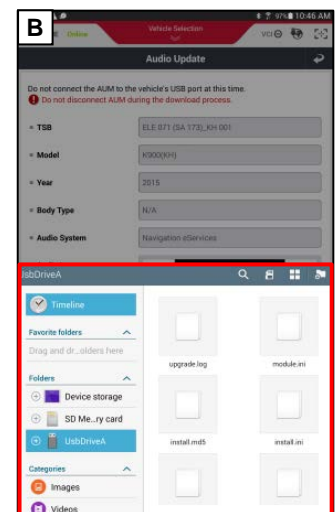 B
97% 10:46 AM
Online
Vehicle Selection
VCI
Audio Update
Do not connect the AUM to the vehicle's USB port at this time.
Do not disconnect AUM during the download process.
TSB
ELE 071 (SA 173)_KH 001
Model
K900(KH)
Year
2015
Body Type
N/A
Audio System
Navigation eServices
UsbDriveA
Timeline
Favorite folders
Drag and dr...olders here
upgrade.log
module.ini
Folders
Device storage
SD Me...ry card
UsbDriveA
install.md5
install.ini
Categories
Images
Videos